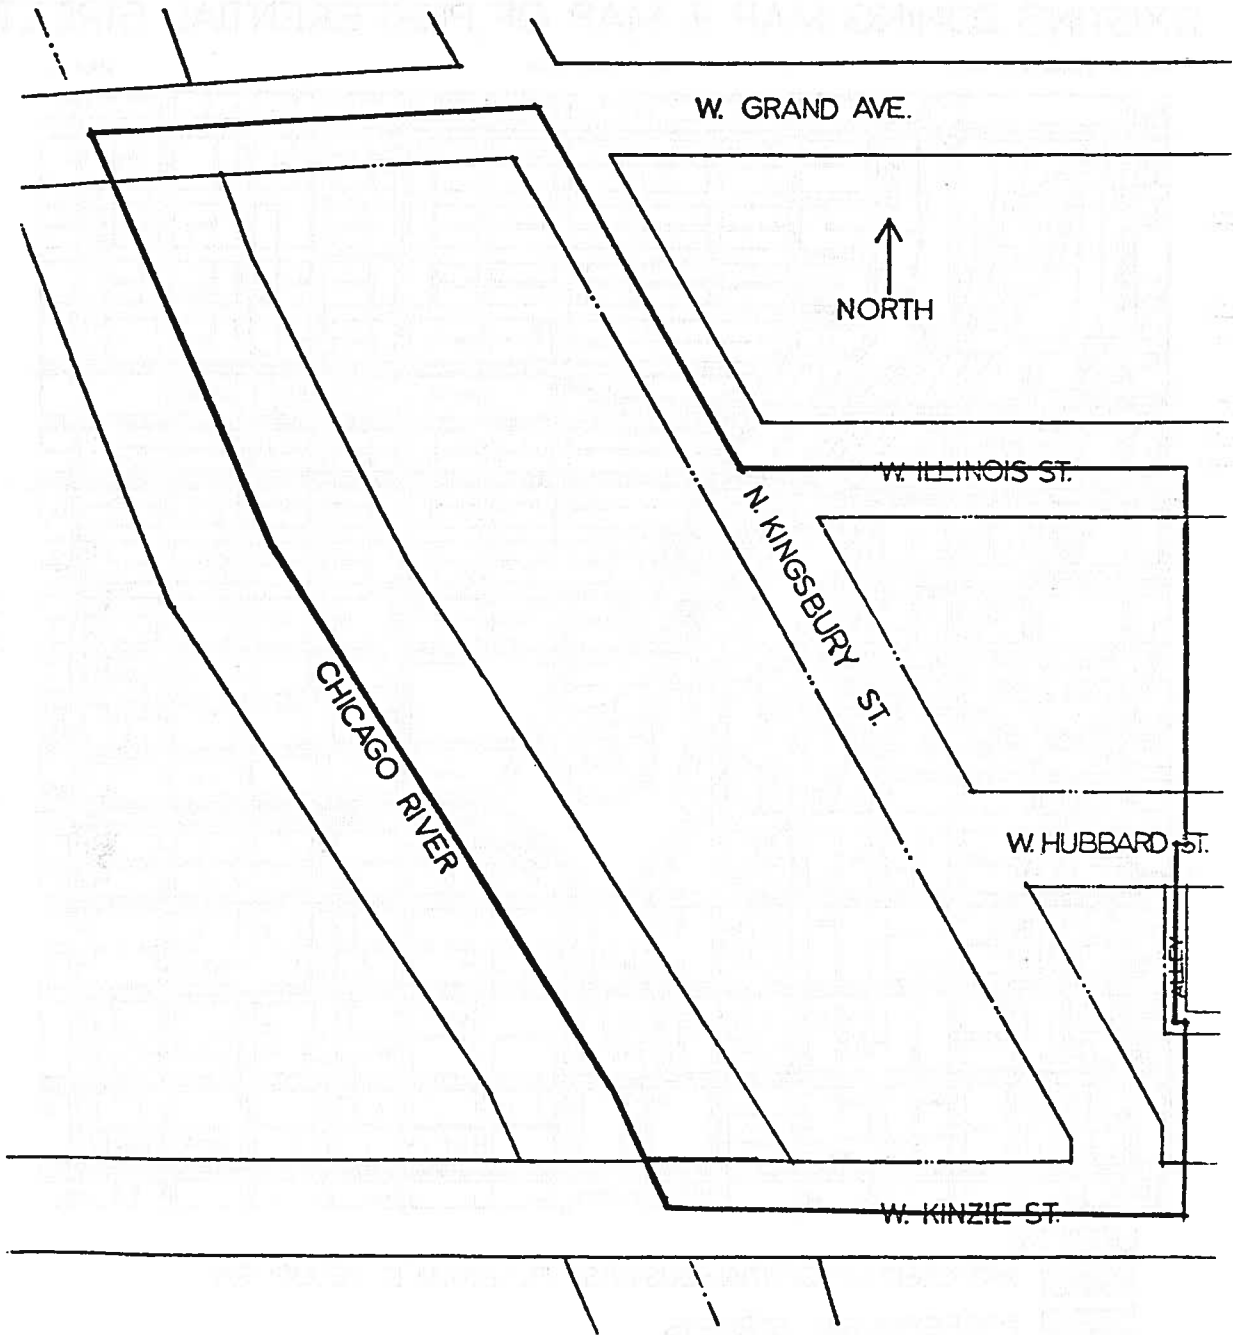 W. GRAND AVE.
NORTH
W. ILLINOIS ST.
N. KINGSBURY ST.
CHICAGO RIVER
W. HUBBARD ST.
ALLEY
W. KINZIE ST.